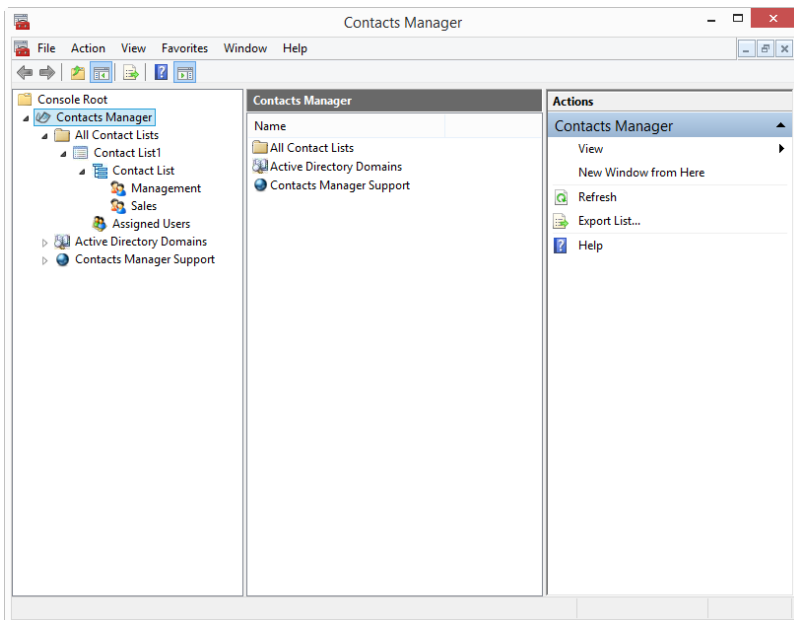 Contacts Manager
File Action View Favorites Window Help
Console Root
Contacts Manager
All Contact Lists
Contact List1
Contact List
Management
Sales
Assigned Users
Active Directory Domains
Contacts Manager Support
Contacts Manager
Name
All Contact Lists
Active Directory Domains
Contacts Manager Support
Actions
Contacts Manager
View
New Window from Here
Refresh
Export List...
Help